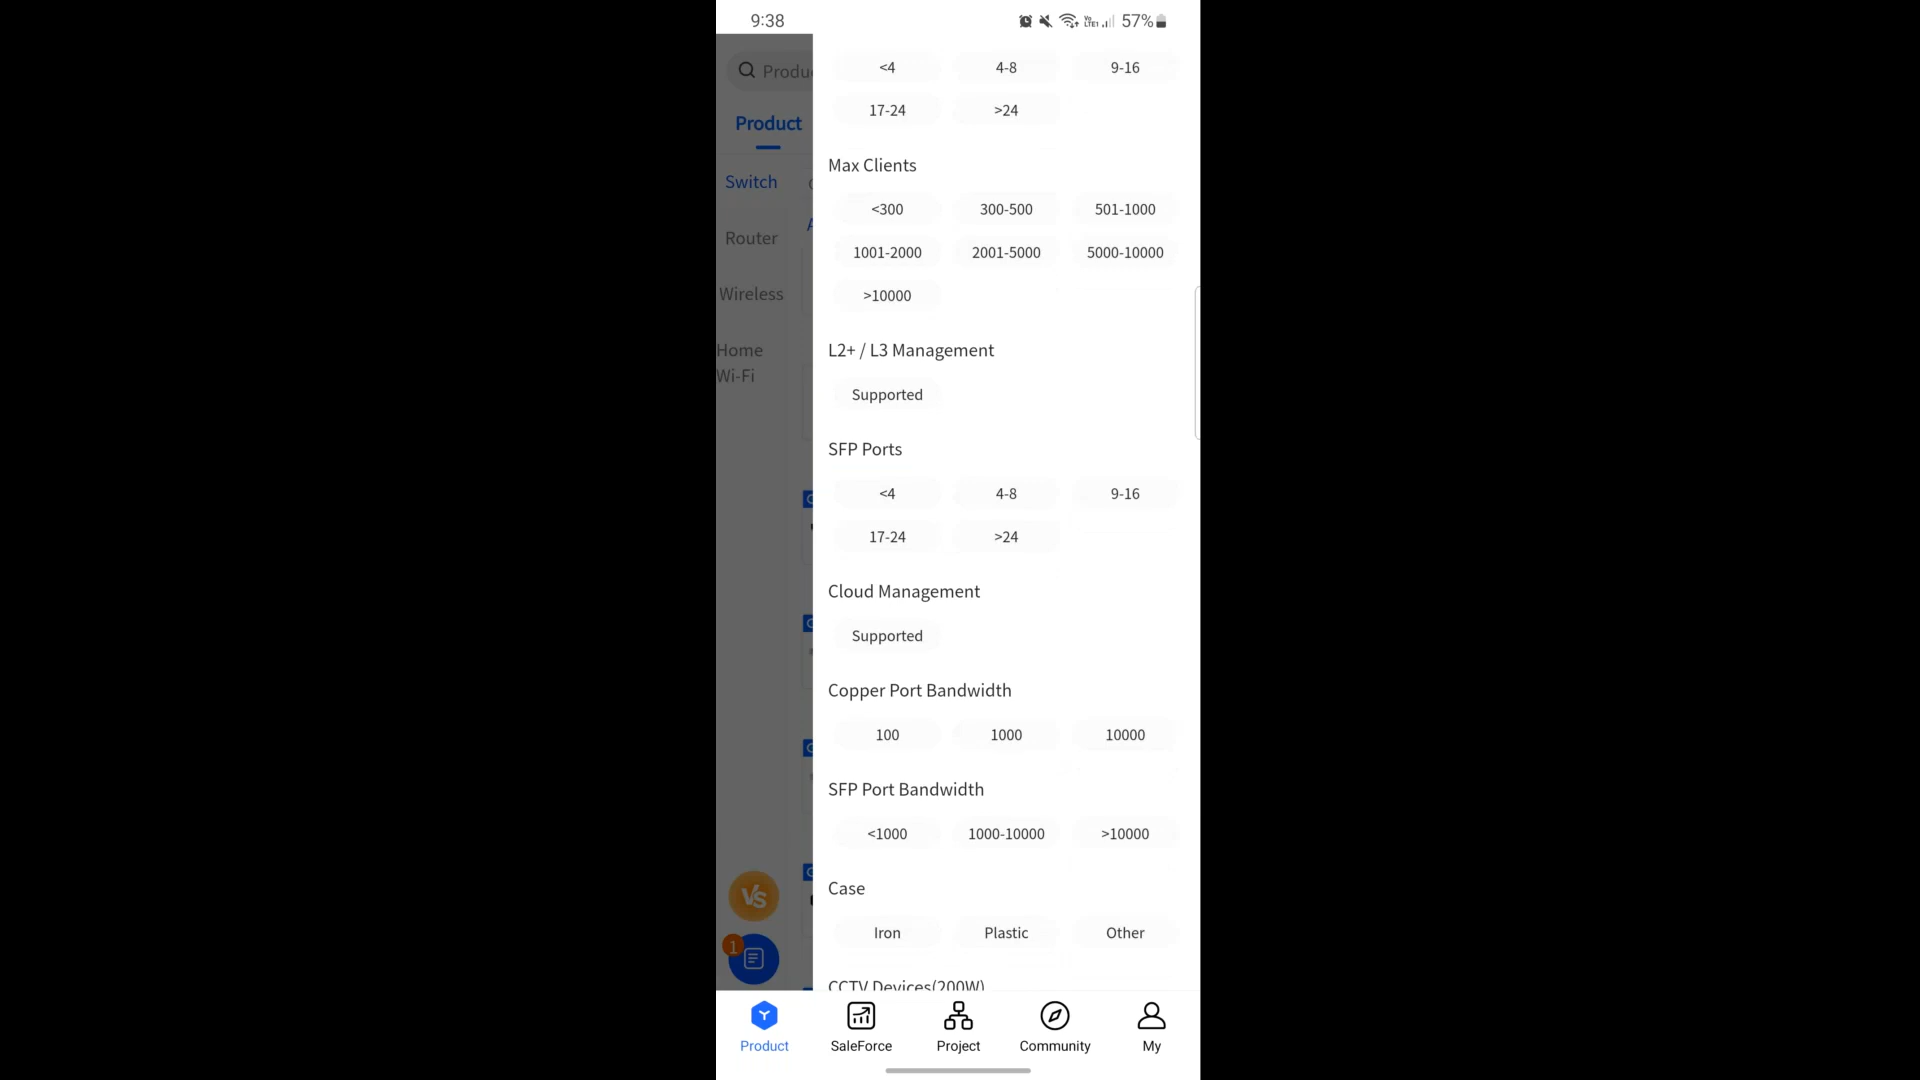 9:38
57%
Produ
<4 4-8 9-16
17-24 >24
Product
Max Clients
Switch
<300 300-500 501-1000
Router
1001-2000 2001-5000 5000-10000
Wireless
>10000
Home
Wi-Fi
L2+ / L3 Management
Supported
SFP Ports
<4 4-8 9-16
17-24 >24
Cloud Management
Supported
Copper Port Bandwidth
100 1000 10000
SFP Port Bandwidth
<1000 1000-10000 >10000
Case
VS
Iron Plastic Other
1
CCTV Devices(200W)
Product SaleForce Project Community My